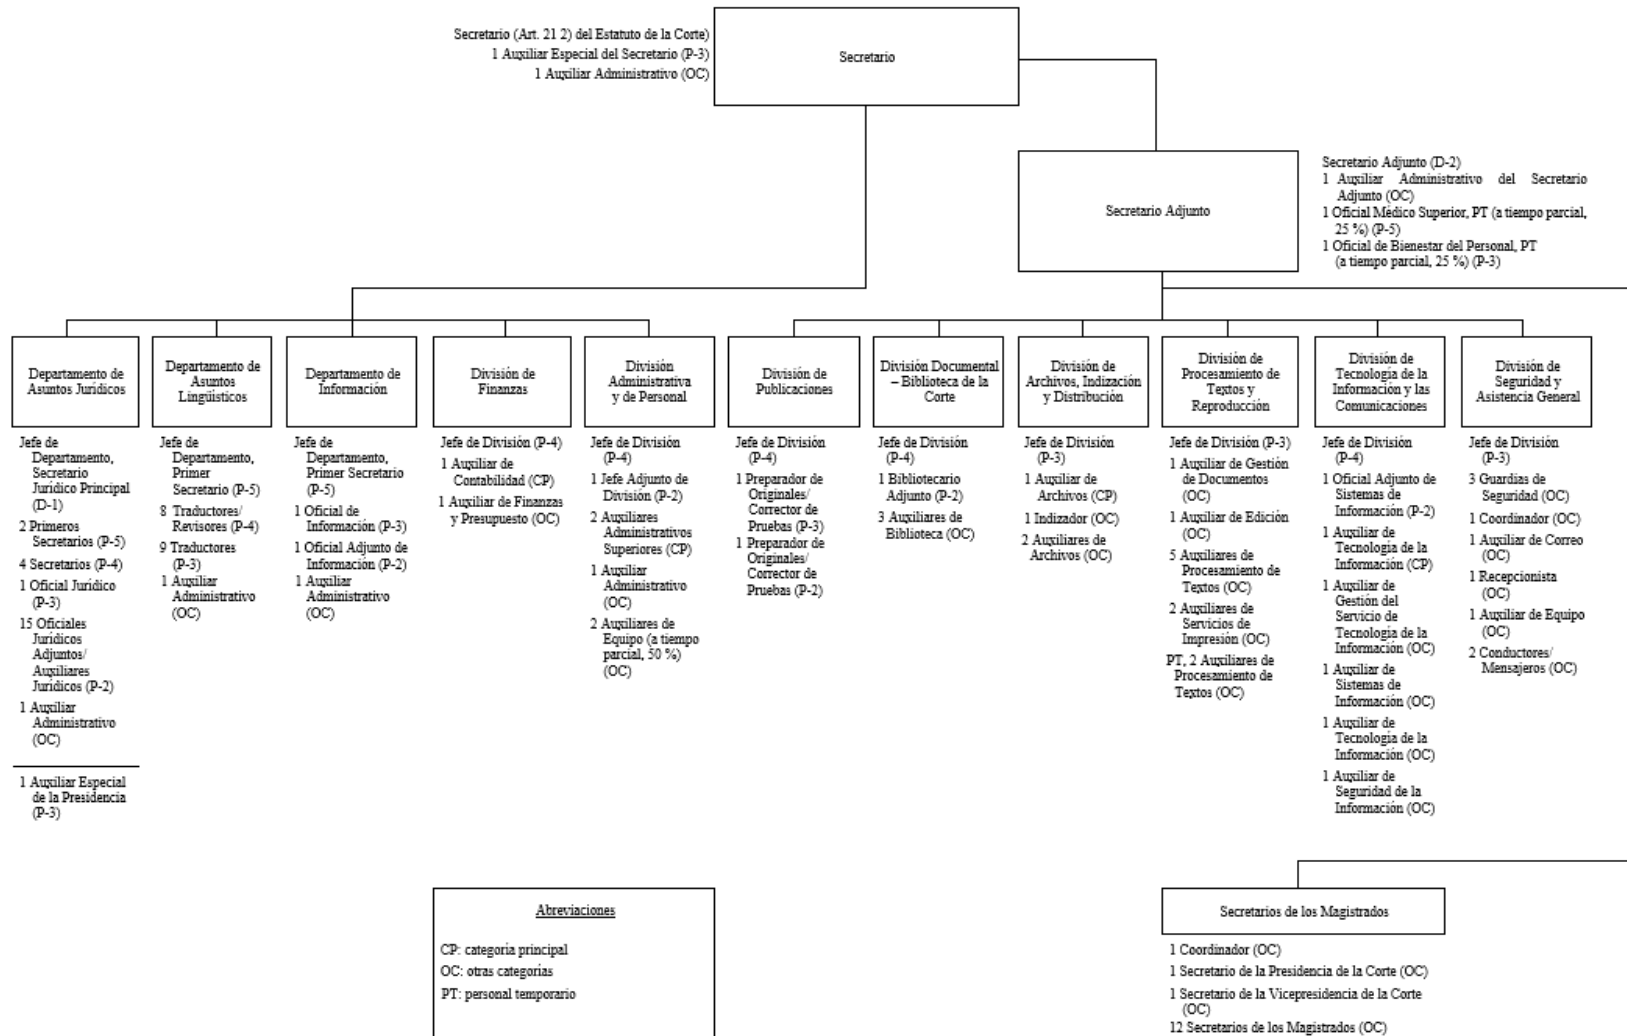 Secretario (Art. 21 2) del Estatuto de la Corte)
1 Auxiliar Especial del Secretario (P-3)
1 Auxiliar Administrativo (OC)
Secretario
Secretario Adjunto
Secretario Adjunto (D-2)
1 Auxiliar Administrativo del Secretario
Adjunto (OC)
1 Oficial Médico Superior, PT (a tiempo parcial,
25 %) (P-5)
1 Oficial de Bienestar del Personal, PT
(a tiempo parcial, 25 %) (P-3)
Departamento de
Asuntos Jurídicos
Jefe de
Departamento,
Secretario
Jurídico Principal
(D-1)
2 Primeros
Secretarios (P-5)
4 Secretarios (P-4)
1 Oficial Jurídico
(P-3)
15 Oficiales
Jurídicos
Adjuntos/
Auxiliares
Jurídicos (P-2)
1 Auxiliar
Administrativo
(OC)
1 Auxiliar Especial
de la Presidencia
(P-3)
Departamento de
Asuntos
Lingüísticos
Jefe de
Departamento,
Primer
Secretario (P-5)
8 Traductores/
Revisores (P-4)
9 Traductores
(P-3)
1 Auxiliar
Administrativo
(OC)
Departamento de
Información
Jefe de
Departamento,
Primer Secretario
(P-5)
1 Oficial de
Información (P-3)
1 Oficial Adjunto de
Información (P-2)
1 Auxiliar
Administrativo
(OC)
División de
Finanzas
Jefe de División (P-4)
1 Auxiliar de
Contabilidad (CP)
1 Auxiliar de Finanzas
y Presupuesto (OC)
División
Administrativa
y de Personal
Jefe de División
(P-4)
1 Jefe Adjunto de
División (P-2)
2 Auxiliares
Administrativos
Superiores (CP)
1 Auxiliar
Administrativo
(OC)
2 Auxiliares de
Equipo (a tiempo
parcial, 50 %)
(OC)
División de
Publicaciones
Jefe de División
(P-4)
1 Preparador de
Originales/
Corrector de
Pruebas (P-3)
1 Preparador de
Originales/
Corrector de
Pruebas (P-2)
División Documental
– Biblioteca de la
Corte
Jefe de División
(P-4)
1 Bibliotecario
Adjunto (P-2)
3 Auxiliares de
Biblioteca (OC)
División de
Archivos, Indización
y Distribución
Jefe de División
(P-3)
1 Auxiliar de
Archivos (CP)
1 Indizador (OC)
2 Auxiliares de
Archivos (OC)
División de
Procesamiento de
Textos y
Reproducción
Jefe de División (P-3)
1 Auxiliar de Gestión
de Documentos
(OC)
1 Auxiliar de Edición
(OC)
5 Auxiliares de
Procesamiento de
Textos (OC)
2 Auxiliares de
Servicios de
Impresión (OC)
PT, 2 Auxiliares de
Procesamiento de
Textos (OC)
División de
Tecnología de la
Información y las
Comunicaciones
Jefe de División
(P-4)
1 Oficial Adjunto de
Sistemas de
Información (P-2)
1 Auxiliar de
Tecnología de la
Información (CP)
1 Auxiliar de
Gestión del
Servicio de
Tecnología de la
Información (OC)
1 Auxiliar de
Sistemas de
Información (OC)
1 Auxiliar de
Tecnología de la
Información (OC)
1 Auxiliar de
Seguridad de la
Información (OC)
División de
Seguridad y
Asistencia General
Jefe de División
(P-3)
3 Guardias de
Seguridad (OC)
1 Coordinador (OC)
1 Auxiliar de Correo
(OC)
1 Recepcionista
(OC)
1 Auxiliar de Equipo
(OC)
2 Conductores/
Mensajeros (OC)
Abreviaciones
CP: categoría principal
OC: otras categorías
PT: personal temporario
Secretarios de los Magistrados
1 Coordinador (OC)
1 Secretario de la Presidencia de la Corte (OC)
1 Secretario de la Vicepresidencia de la Corte
(OC)
12 Secretarios de los Magistrados (OC)